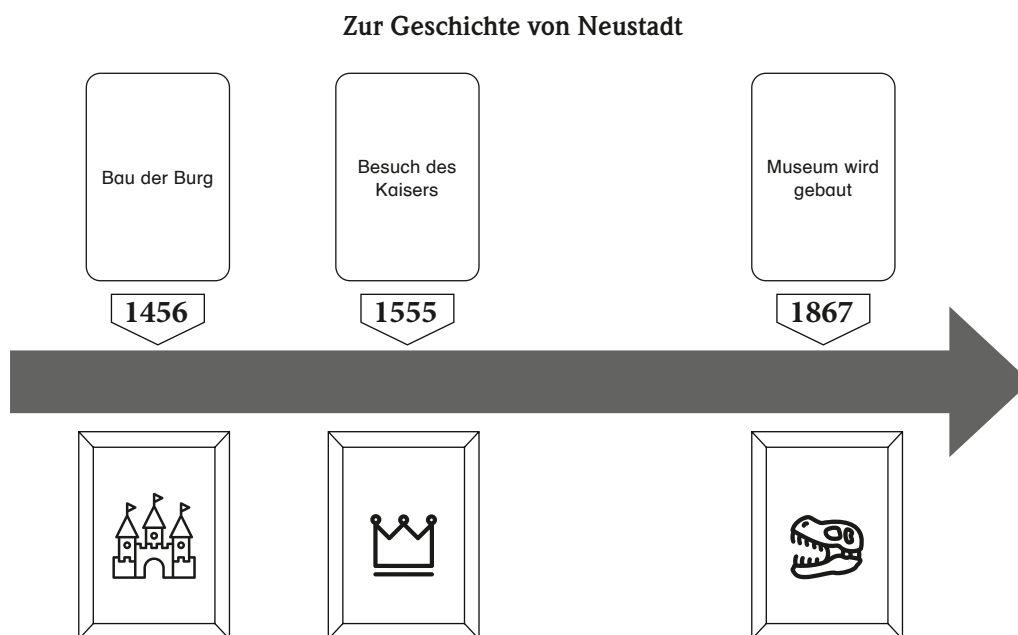 Zur Geschichte von Neustadt
Bau der Burg
Besuch des
Kaisers
Museum wird
gebaut
1456
1555
1867